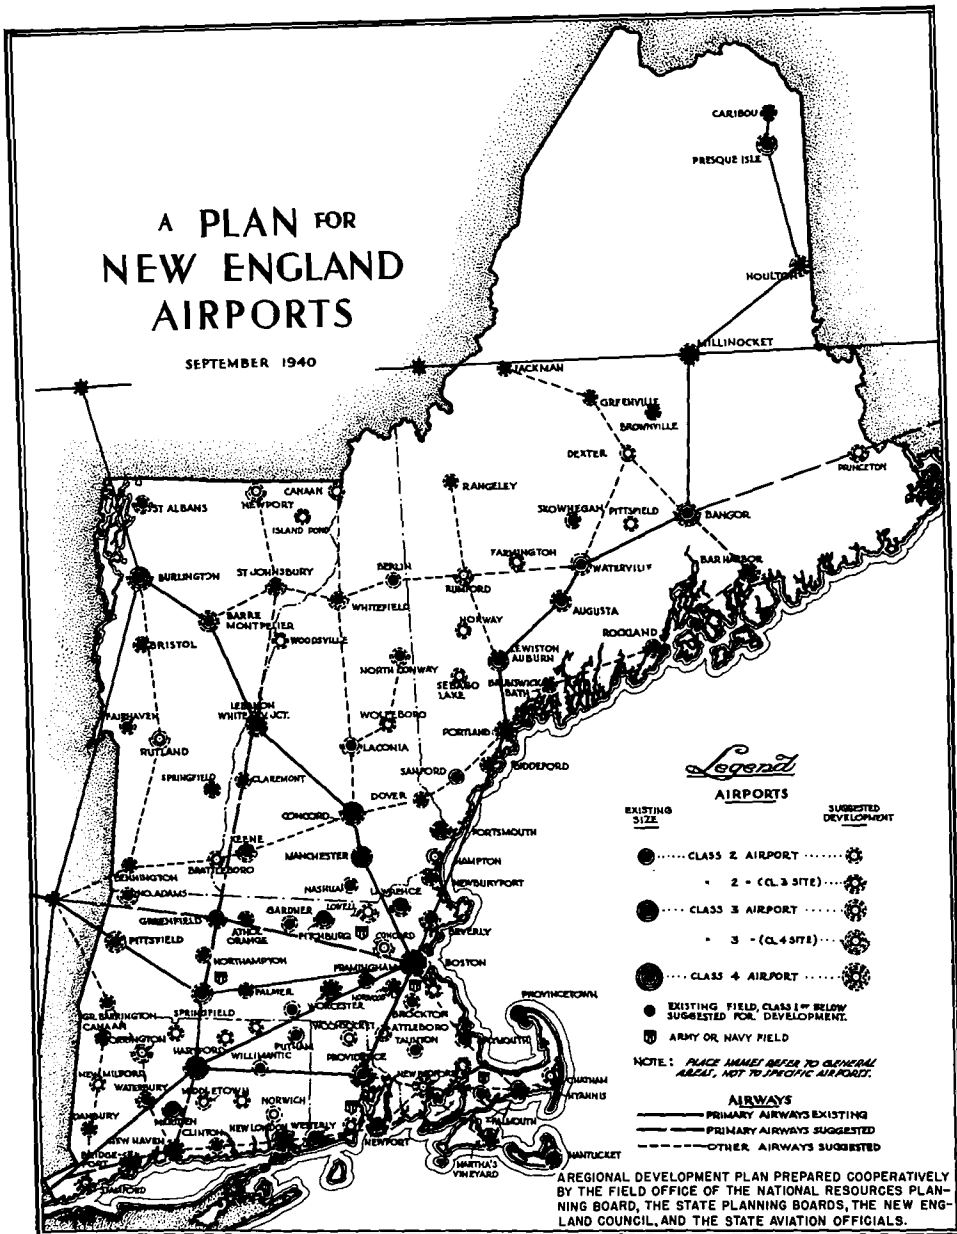 A PLAN FOR
NEW ENGLAND
AIRPORTS
SEPTEMBER 1940
CARIBOU
PRESQUE ISLE
HOULTON
MILLINOCKET
JACKMAN
GREENVILLE
BROWNVILLE
DEXTER
PRINCETON
RANGELEY
SKOWHEGAN
PITTSFIELD
BANGOR
ST ALBANS
NEWPORT
CANAAN
ISLAND POND
BURLINGTON
ST JOHNSBURY
BERLIN
FARMINGTON
WATERVILLE
BAR HARBOR
RUMFORD
WHITEFIELD
BARRE
MONTPELIER
AUGUSTA
NORWAY
ROCKLAND
BRISTOL
WOODSVILLE
NORTH CONWAY
LEWISTON
AUBURN
SEBAGO
LAKE
BRUNSWICK
BATH
LEBANON
WHITE RIV JCT.
WOLFEBORO
FAIRHAVEN
PORTLAND
RUTLAND
LACONIA
BIDDEFORD
SPRINGFIELD
CLAREMONT
SANFORD
DOVER
CONCORD
PORTSMOUTH
KEENE
MANCHESTER
HAMPTON
BRATTLEBORO
BENNINGTON
NASHUA
LAWRENCE
NEWBURYPORT
NO. ADAMS
GREENFIELD
ATHOL
ORANGE
GARDNER
LOWELL
FITCHBURG
CONCORD
BEVERLY
PITTSFIELD
NORTHAMPTON
BOSTON
FRAMINGHAM
PALMER
WORCESTER
NORWOOD
PROVINCETOWN
GR. BARRINGTON
CANAAN
SPRINGFIELD
BROCKTON
WOONSOCKET
ATTLEBORO
TORRINGTON
HARTFORD
PUTNAM
TAUNTON
PLYMOUTH
WILLIMANTIC
PROVIDENCE
NEW MILFORD
WATERBURY
MIDDLETOWN
NEW BEDFORD
CHATHAM
HYANNIS
NORWICH
DANBURY
MERIDEN
CLINTON
NEW LONDON
WESTERLY
NEWPORT
FALMOUTH
NEW HAVEN
BRIDGE-
PORT
STAMFORD
MARTHA'S
VINEYARD
NANTUCKET
Legend
AIRPORTS
EXISTING
SIZE
SUGGESTED
DEVELOPMENT
CLASS 2 AIRPORT
" 2 - (CL. 3 SITE)
CLASS 3 AIRPORT
" 3 - (CL. 4 SITE)
CLASS 4 AIRPORT
EXISTING FIELD, CLASS 1 OR BELOW
SUGGESTED FOR DEVELOPMENT.
ARMY OR NAVY FIELD
NOTE: PLACE NAMES REFER TO GENERAL
AREAS, NOT TO SPECIFIC AIRPORTS.
AIRWAYS
PRIMARY AIRWAYS EXISTING
PRIMARY AIRWAYS SUGGESTED
OTHER AIRWAYS SUGGESTED
A REGIONAL DEVELOPMENT PLAN PREPARED COOPERATIVELY
BY THE FIELD OFFICE OF THE NATIONAL RESOURCES PLAN-
NING BOARD, THE STATE PLANNING BOARDS, THE NEW ENG-
LAND COUNCIL, AND THE STATE AVIATION OFFICIALS.